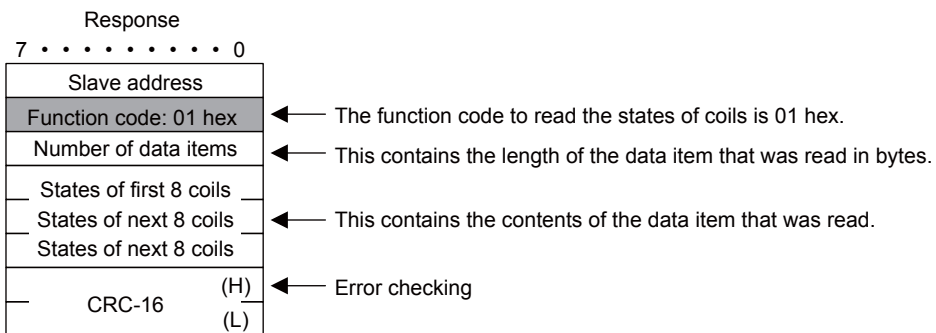 Response
7 • • • • • • • • • 0
Slave address
Function code: 01 hex
The function code to read the states of coils is 01 hex.
Number of data items
This contains the length of the data item that was read in bytes.
States of first 8 coils
States of next 8 coils
This contains the contents of the data item that was read.
States of next 8 coils
CRC-16
(H)
(L)
Error checking